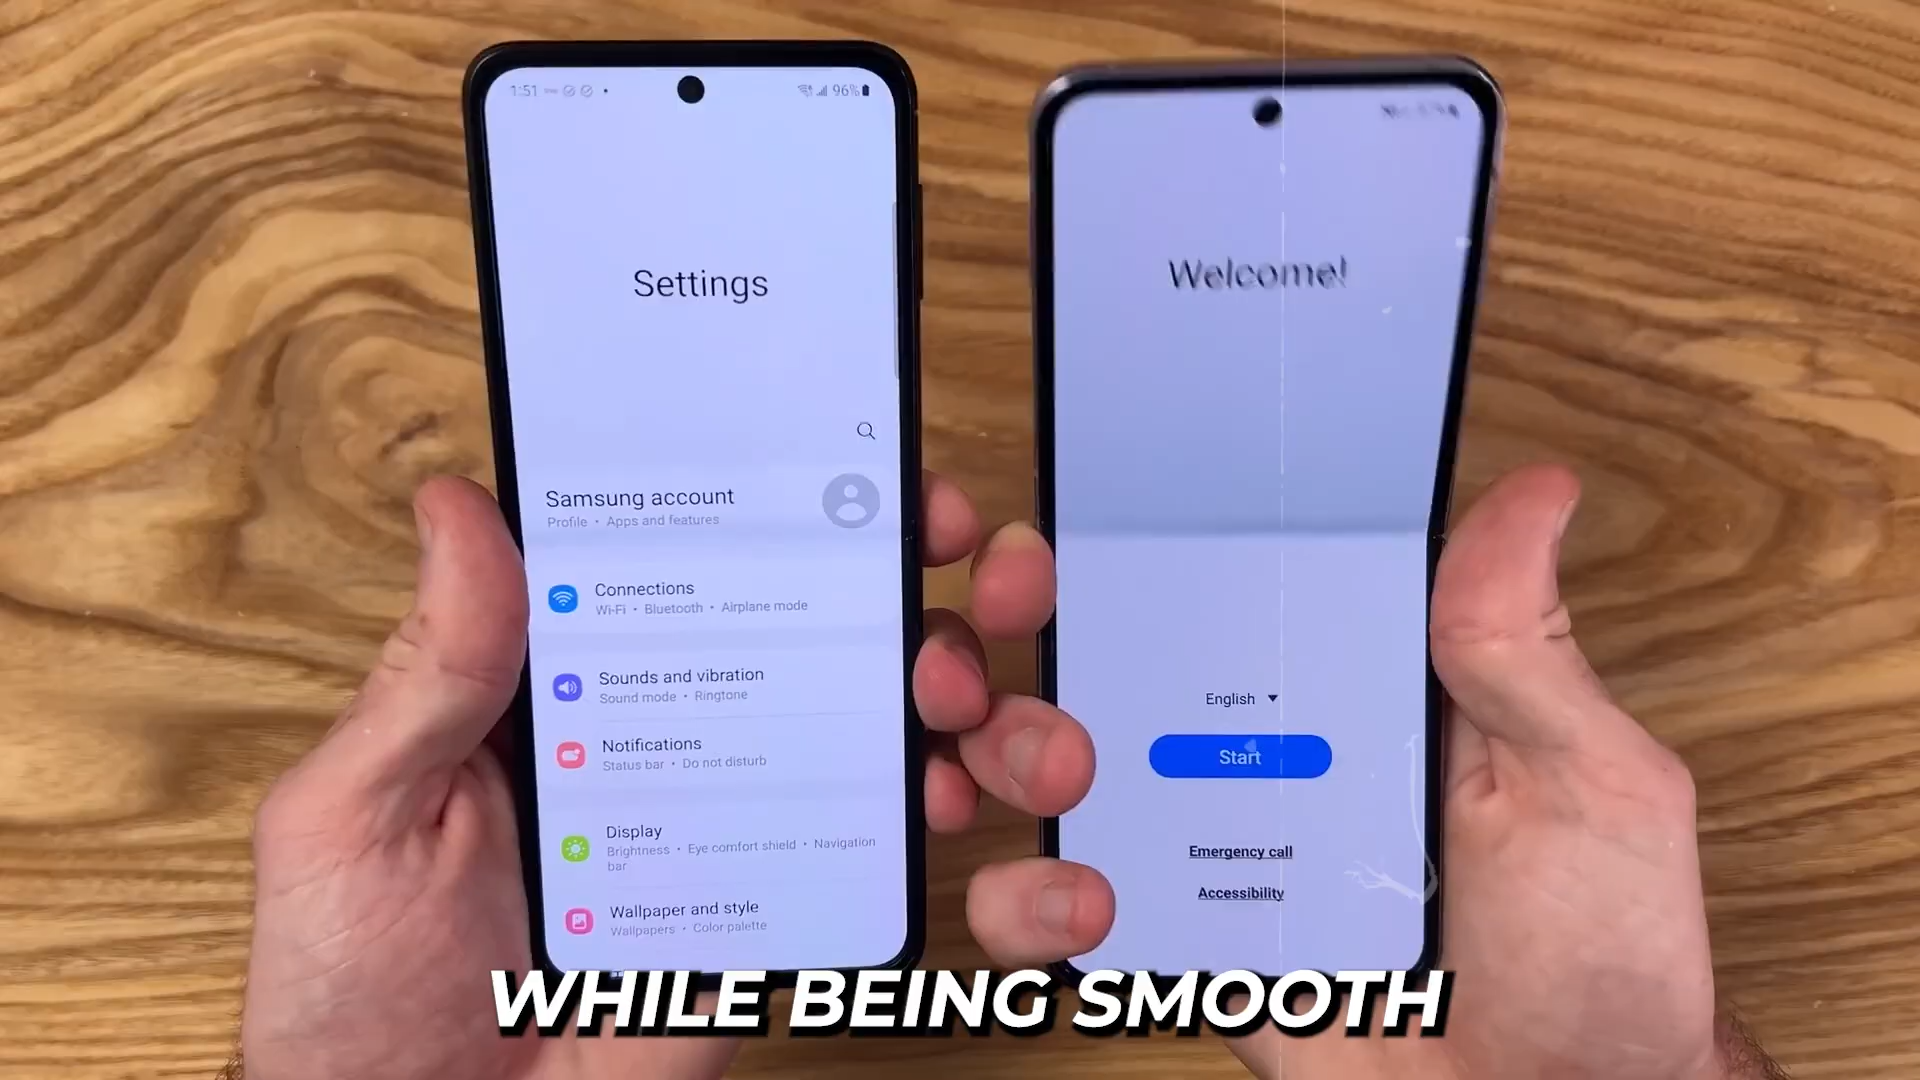 1:51
96%
Settings
Samsung account
Profile • Apps and features
Connections
Wi-Fi • Bluetooth • Airplane mode
Sounds and vibration
Sound mode • Ringtone
Notifications
Status bar • Do not disturb
Display
Brightness • Eye comfort shield • Navigation
bar
Wallpaper and style
Wallpapers • Color palette
Welcome!
English
Start
Emergency call
Accessibility
WHILE BEING SMOOTH